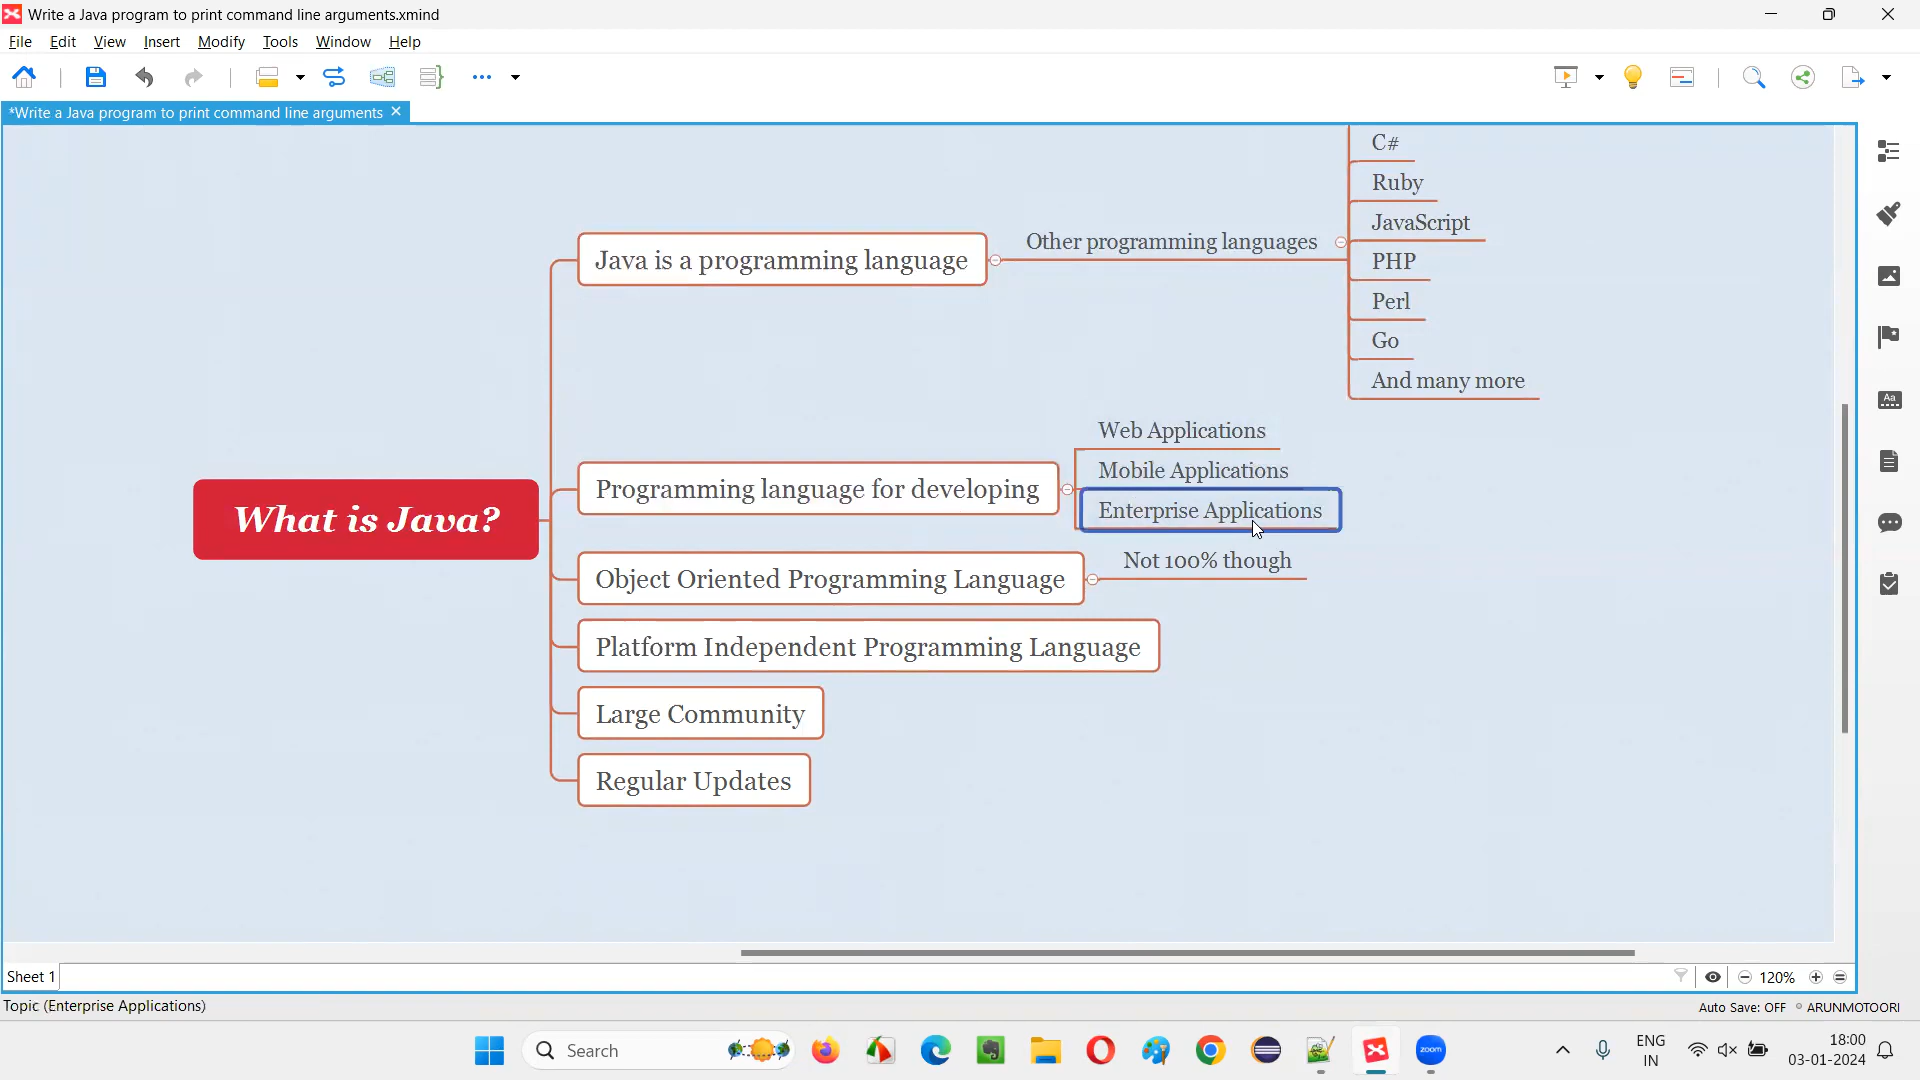 Write a Java program to print command line arguments.xmind
File Edit View Insert Modify Tools Window Help
*Write a Java program to print command line arguments
C#
Ruby
JavaScript
PHP
Perl
Go
And many more
Other programming languages
Java is a programming language
Web Applications
Mobile Applications
Enterprise Applications
Programming language for developing
What is Java?
Not 100% though
Object Oriented Programming Language
Platform Independent Programming Language
Large Community
Regular Updates
Aa
Sheet 1
120%
Topic (Enterprise Applications)
Auto Save: OFF
ARUNMOTOORI
Search
zoom
ENG
IN
18:00
03-01-2024